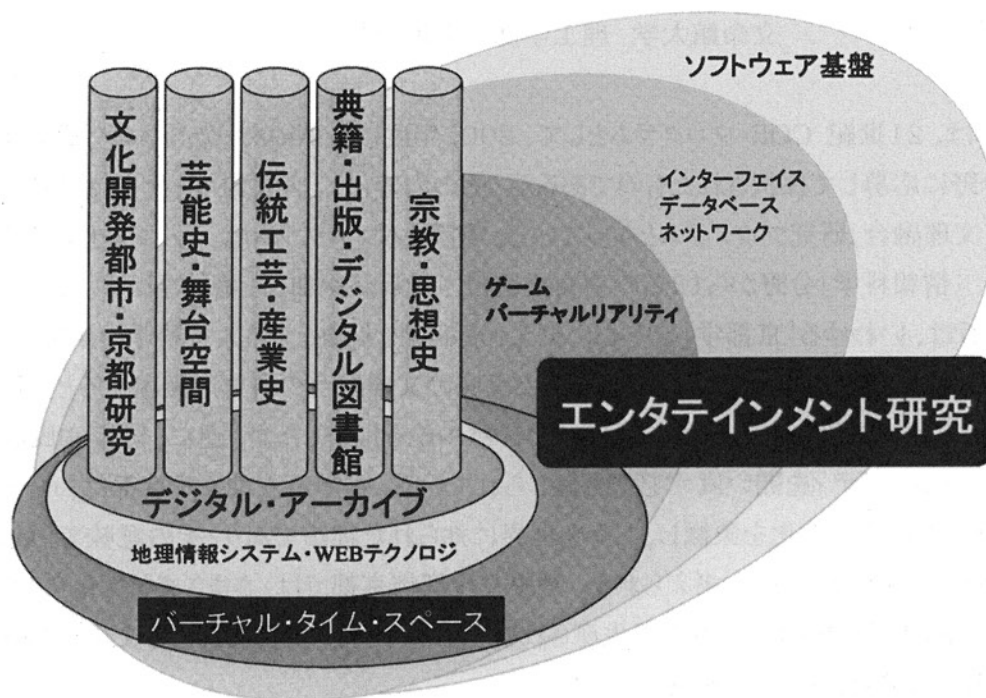 ソフトウェア基盤
インターフェイス
データベース
ネットワーク
ゲーム
バーチャルリアリティ
エンタテインメント研究
文化開発都市・京都研究
芸能史・舞台空間
伝統工芸・産業史
典籍・出版・デジタル図書館
宗教・思想史
デジタル・アーカイブ
地理情報システム・WEBテクノロジ
バーチャル・タイム・スペース